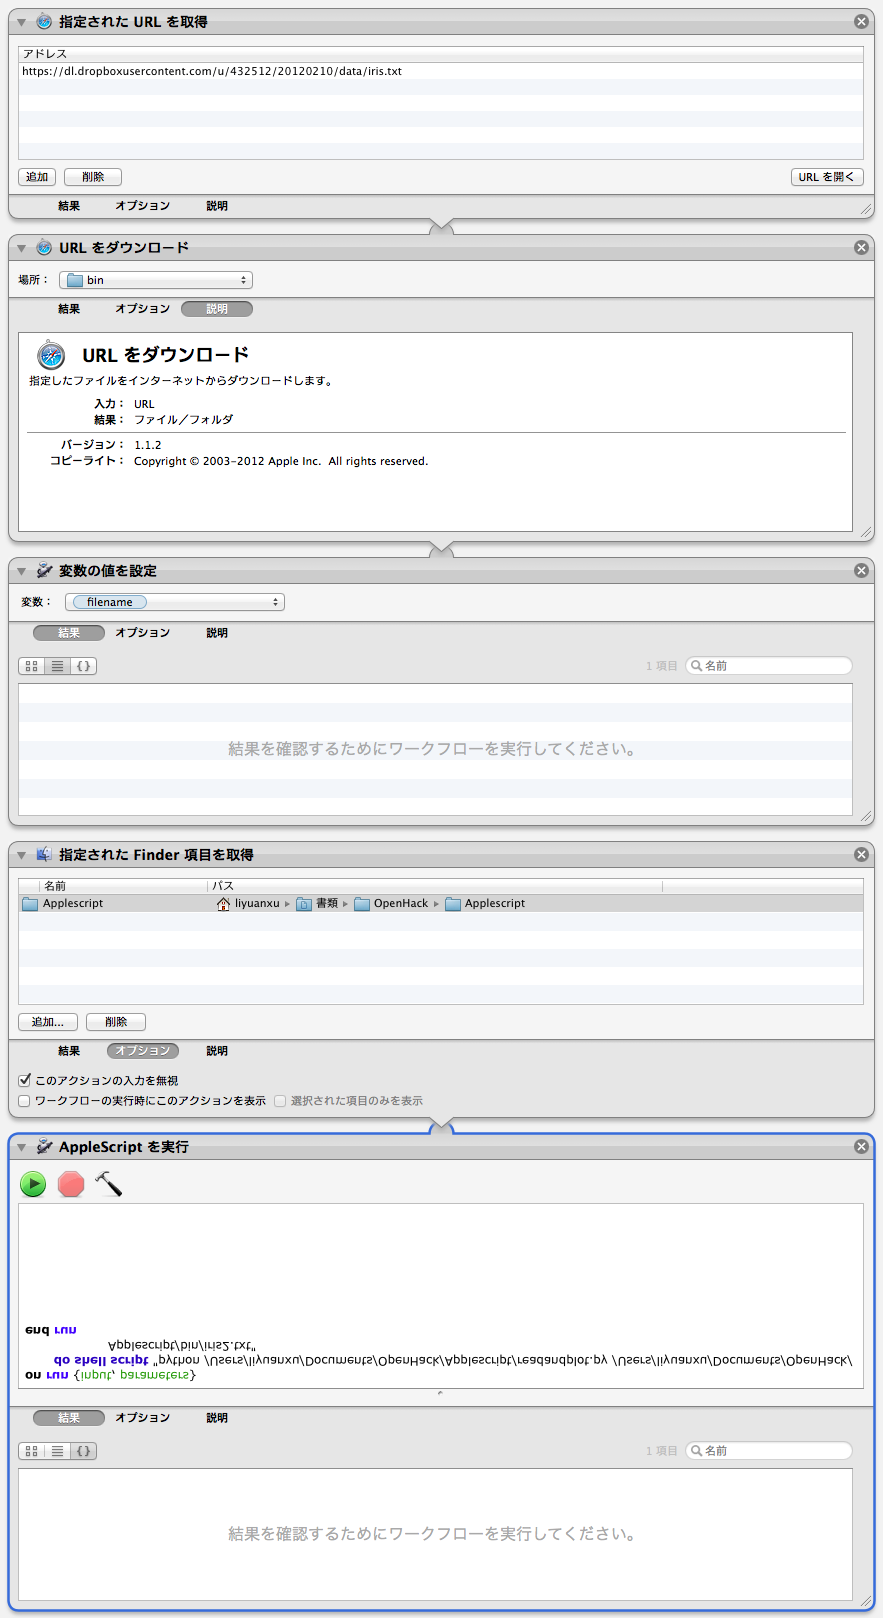 指定された URL を取得
アドレス
https://dl.dropboxusercontent.com/u/432512/20120210/data/iris.txt
追加 削除 URL を開く
結果 オプション 説明
URL をダウンロード
場所： bin
結果 オプション 説明
URL をダウンロード
指定したファイルをインターネットからダウンロードします。
入力： URL
結果： ファイル／フォルダ
バージョン： 1.1.2
コピーライト： Copyright © 2003-2012 Apple Inc. All rights reserved.
変数の値を設定
変数： filename
結果 オプション 説明
1 項目 名前
結果を確認するためにワークフローを実行してください。
指定された Finder 項目を取得
名前 パス
Applescript liyuanxu ▸ 書類 ▸ OpenHack ▸ Applescript
追加... 削除
結果 オプション 説明
このアクションの入力を無視
ワークフローの実行時にこのアクションを表示 選択された項目のみを表示
AppleScript を実行
on run {input, parameters}
do shell script "python /Users/liyuanxu/Documents/OpenHack/Applescript/readandplot.py /Users/liyuanxu/Documents/OpenHack/
Applescript/bin/iris2.txt"
end run
結果 オプション 説明
1 項目 名前
結果を確認するためにワークフローを実行してください。